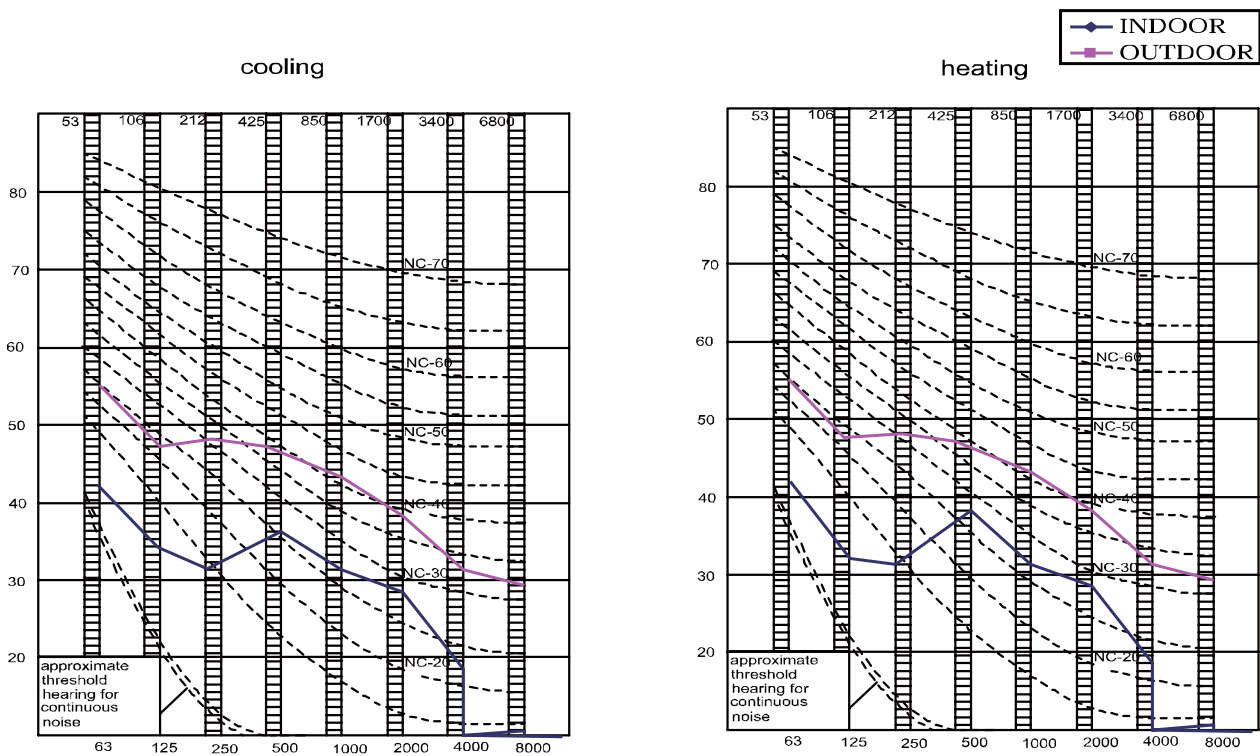 INDOOR
OUTDOOR
cooling
53 106 212 425 850 1700 3400 6800
80
70
60
50
40
30
20
NC-70
NC-60
NC-50
NC-40
NC-30
NC-20
approximate
threshold
hearing for
continuous
noise
63 125 250 500 1000 2000 4000 8000
heating
53 106 212 425 850 1700 3400 6800
80
70
60
50
40
30
20
NC-70
NC-60
NC-50
NC-40
NC-30
NC-20
approximate
threshold
hearing for
continuous
noise
63 125 250 500 1000 2000 4000 8000